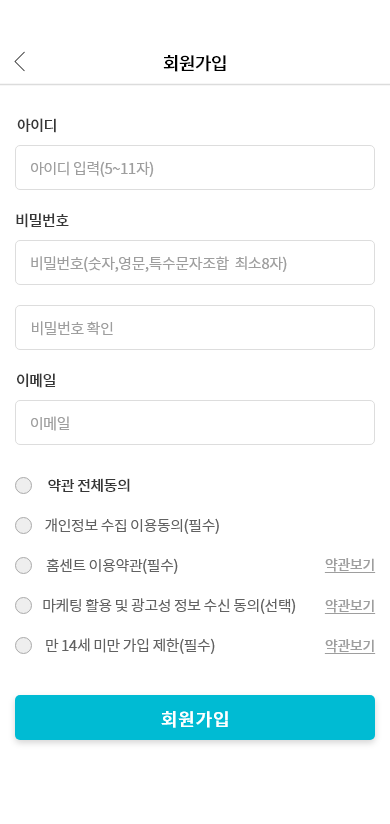 회원가입
아이디
아이디 입력(5~11자)
비밀번호
비밀번호(숫자,영문,특수문자조합 최소8자)
비밀번호 확인
이메일
이메일
약관 전체동의
개인정보 수집 이용동의(필수)
홈센트 이용약관(필수) 약관보기
마케팅 활용 및 광고성 정보 수신 동의(선택) 약관보기
만 14세 미만 가입 제한(필수) 약관보기
회원가입